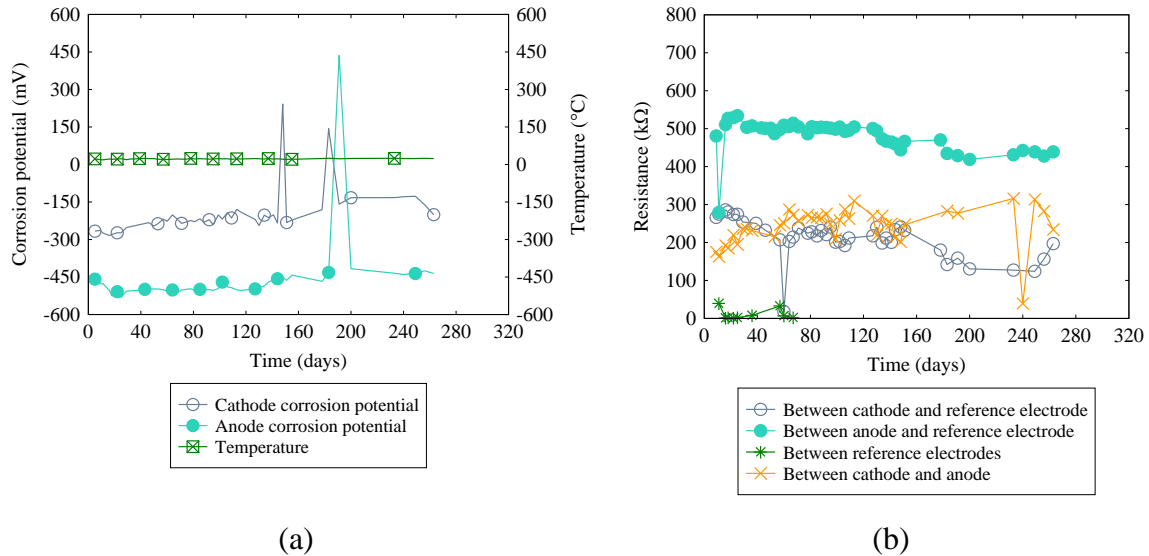 600
450
300
150
0
-150
-300
-450
-600
Corrosion potential (mV)
600
450
300
150
0
-150
-300
-450
-600
Temperature (°C)
0 40 80 120 160 200 240 280 320
Time (days)
Cathode corrosion potential
Anode corrosion potential
Temperature
(a)
800
700
600
500
400
300
200
100
0
Resistance (kΩ)
0 40 80 120 160 200 240 280 320
Time (days)
Between cathode and reference electrode
Between anode and reference electrode
Between reference electrodes
Between cathode and anode
(b)